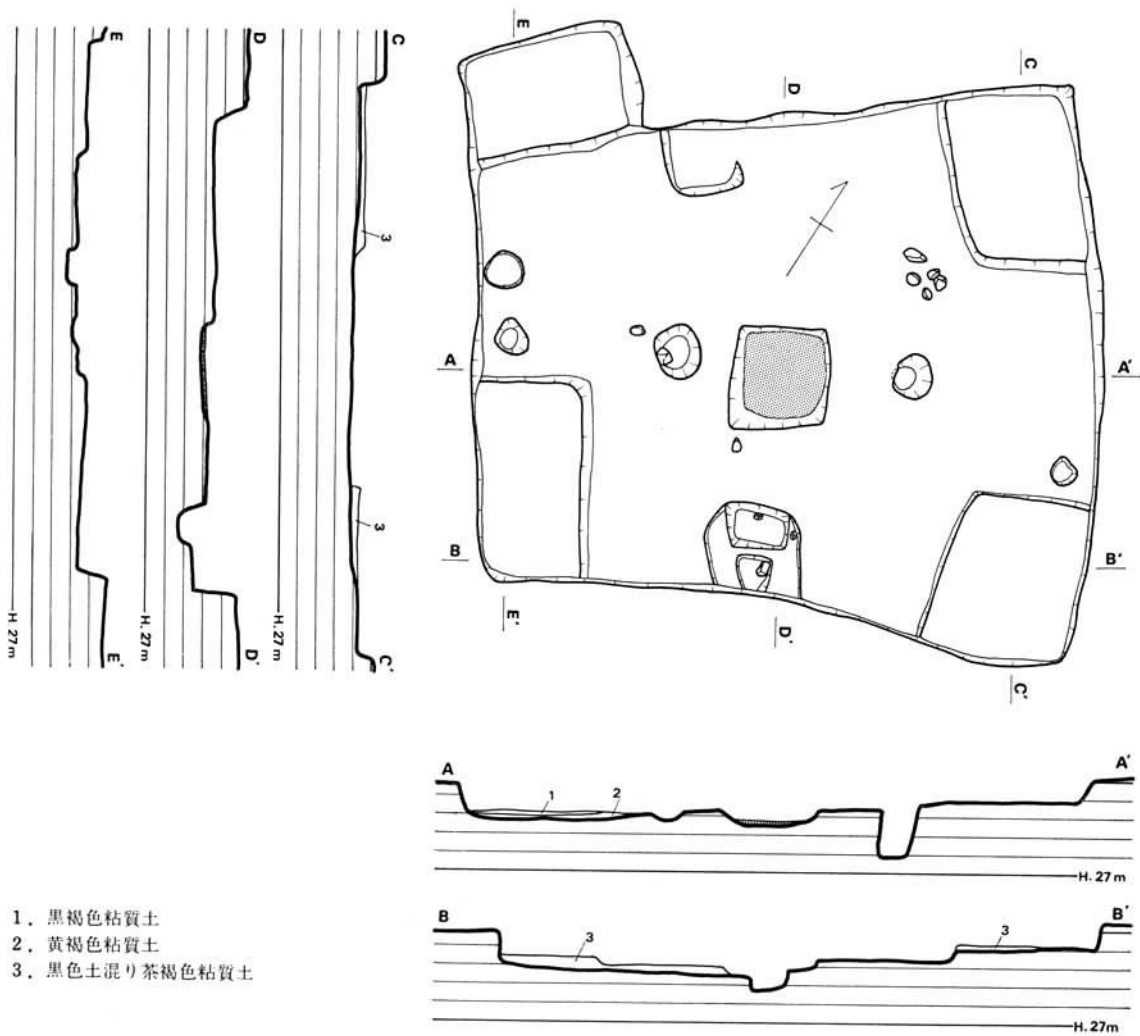 E
D
C
3
3
H. 27m
H. 27m
H. 27m
E'
D'
C'
E
D
C
A
A'
B
B'
E'
D'
C'
A
A'
1
2
H. 27m
B
B'
3
3
H. 27m
1. 黒褐色粘質土
2. 黄褐色粘質土
3. 黒色土混り茶褐色粘質土